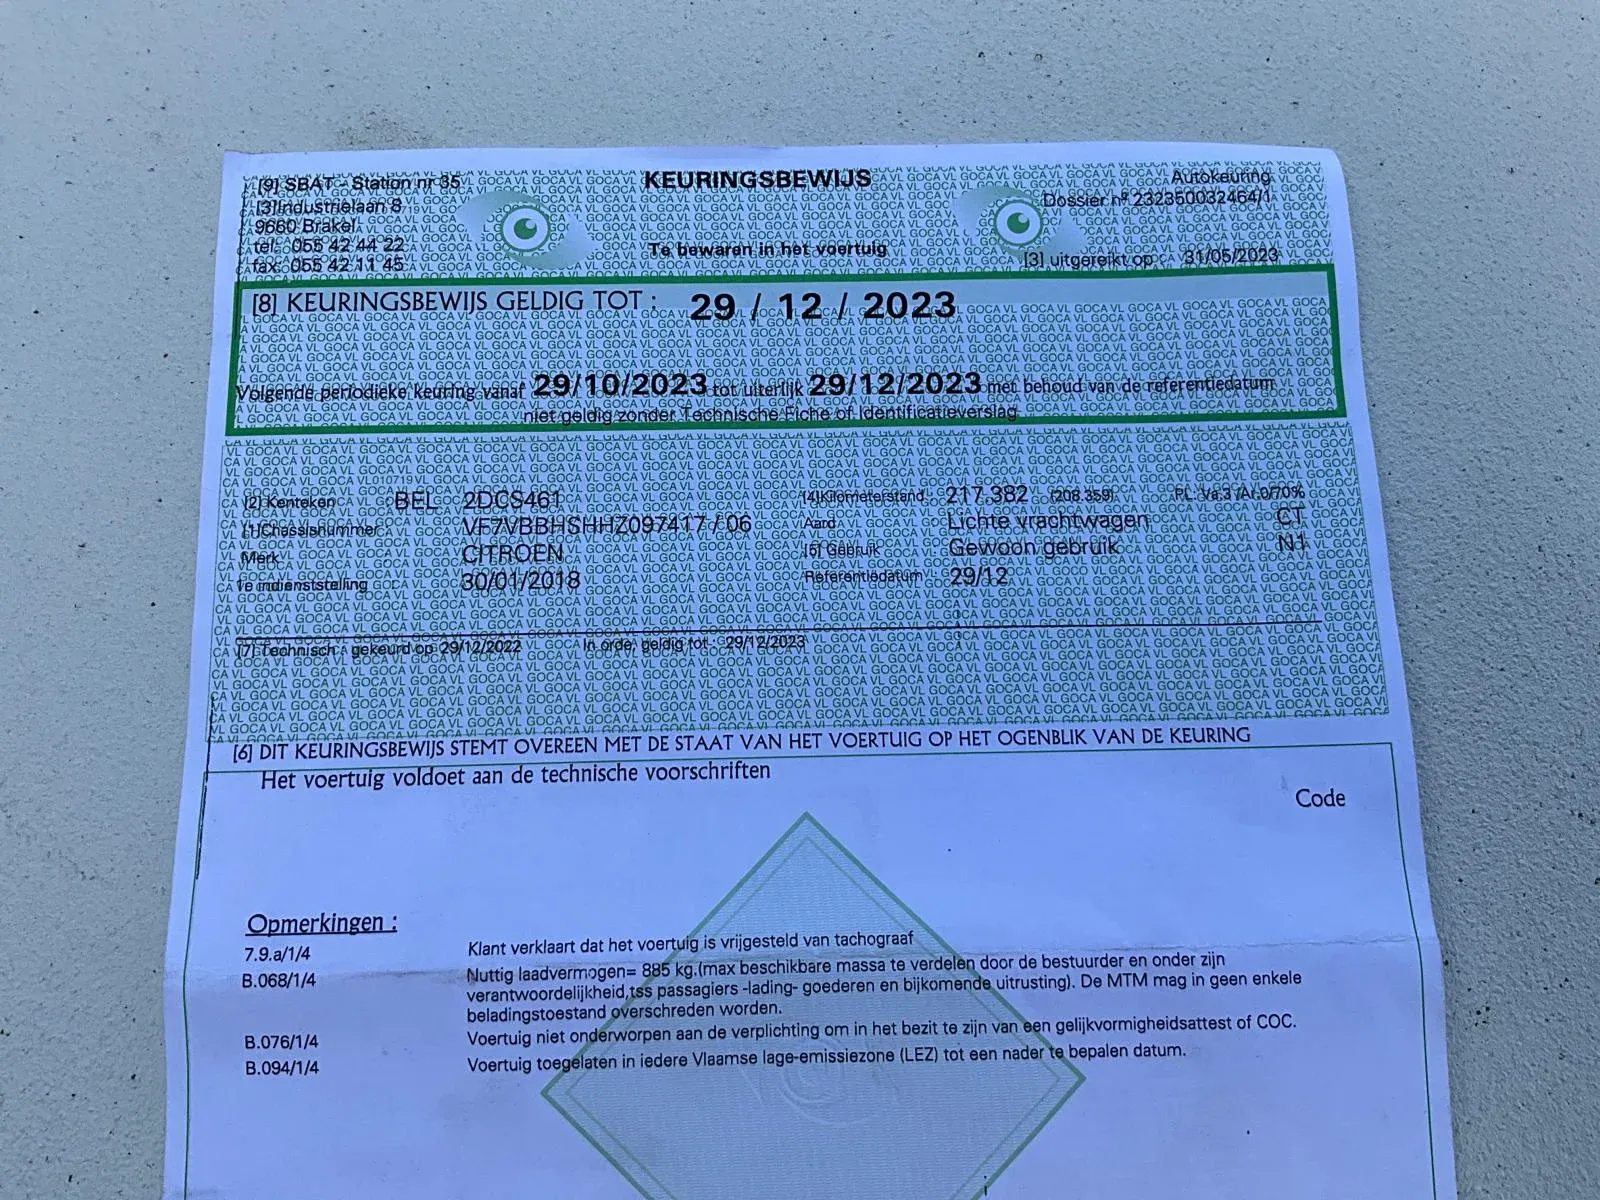 [9] SBAT - Station nr 35
KEURINGSBEWIJS
Autokeuring
[3]Industrielaan 8
Dossier nº 232350032464/1
9660 Brakel
tel: 055 42 44 22
Te bewaren in het voertuig
fax: 055 42 11 45
[3] uitgereikt op : 31/05/2023
[8] KEURINGSBEWIJS GELDIG TOT : 29 / 12 / 2023
Volgende periodieke keuring vanaf 29/10/2023 tot uiterlijk 29/12/2023 met behoud van de referentiedatum
niet geldig zonder Technische Fiche of Identificatieverslag
[2] Kenteken BEL 2DCS461 [4]Kilometerstand : 217.382 (208.359) PL: Va.3 /Ar.0/70%
[1]Chassisnummer VF7VBBHSHHZ097417 / 06 Aard Lichte vrachtwagen CT
Merk CITROEN [5] Gebruik Gewoon gebruik N1
1e indienststelling 30/01/2018 Referentiedatum : 29/12
[7] Technisch : gekeurd op 29/12/2022 In orde, geldig tot : 29/12/2023
[6] DIT KEURINGSBEWIJS STEMT OVEREEN MET DE STAAT VAN HET VOERTUIG OP HET OGENBLIK VAN DE KEURING
Het voertuig voldoet aan de technische voorschriften
Code
Opmerkingen :
7.9.a/1/4 Klant verklaart dat het voertuig is vrijgesteld van tachograaf
B.068/1/4 Nuttig laadvermogen= 885 kg.(max beschikbare massa te verdelen door de bestuurder en onder zijn
verantwoordelijkheid,tss passagiers -lading- goederen en bijkomende uitrusting). De MTM mag in geen enkele
beladingstoestand overschreden worden.
B.076/1/4 Voertuig niet onderworpen aan de verplichting om in het bezit te zijn van een gelijkvormigheidsattest of COC.
B.094/1/4 Voertuig toegelaten in iedere Vlaamse lage-emissiezone (LEZ) tot een nader te bepalen datum.